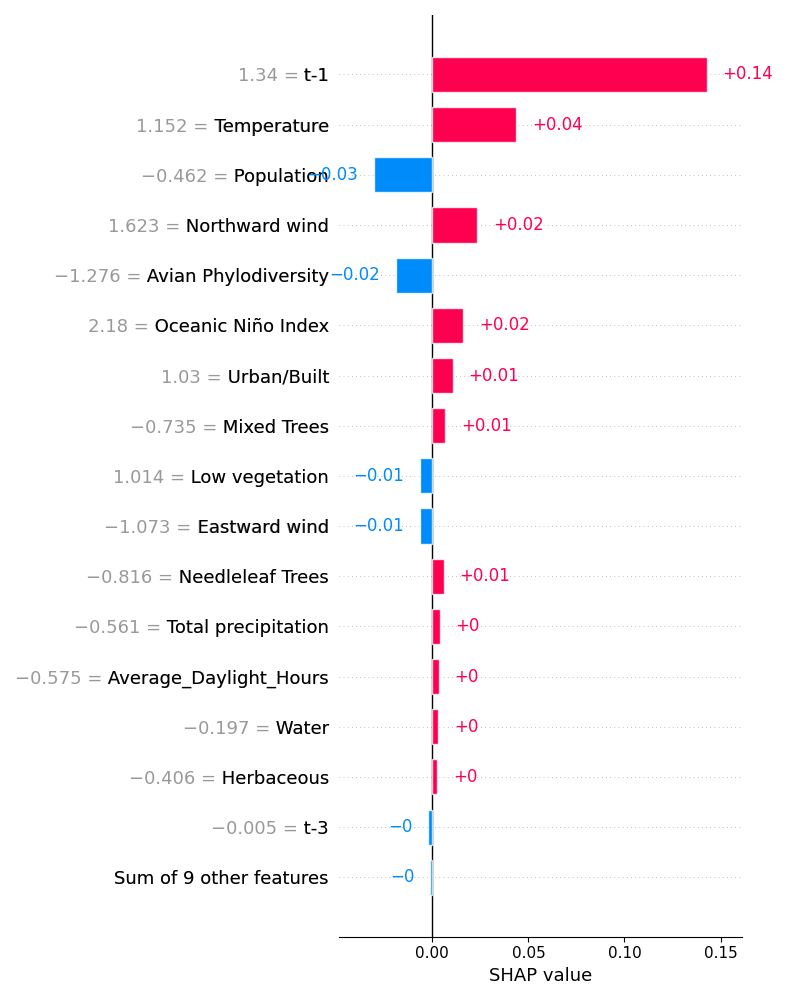 1.34 = t-1 +0.14
1.152 = Temperature +0.04
−0.462 = Population −0.03
1.623 = Northward wind +0.02
−1.276 = Avian Phylodiversity −0.02
2.18 = Oceanic Niño Index +0.02
1.03 = Urban/Built +0.01
−0.735 = Mixed Trees +0.01
1.014 = Low vegetation −0.01
−1.073 = Eastward wind −0.01
−0.816 = Needleleaf Trees +0.01
−0.561 = Total precipitation +0
−0.575 = Average_Daylight_Hours +0
−0.197 = Water +0
−0.406 = Herbaceous +0
−0.005 = t-3 −0
Sum of 9 other features −0
0.00 0.05 0.10 0.15
SHAP value